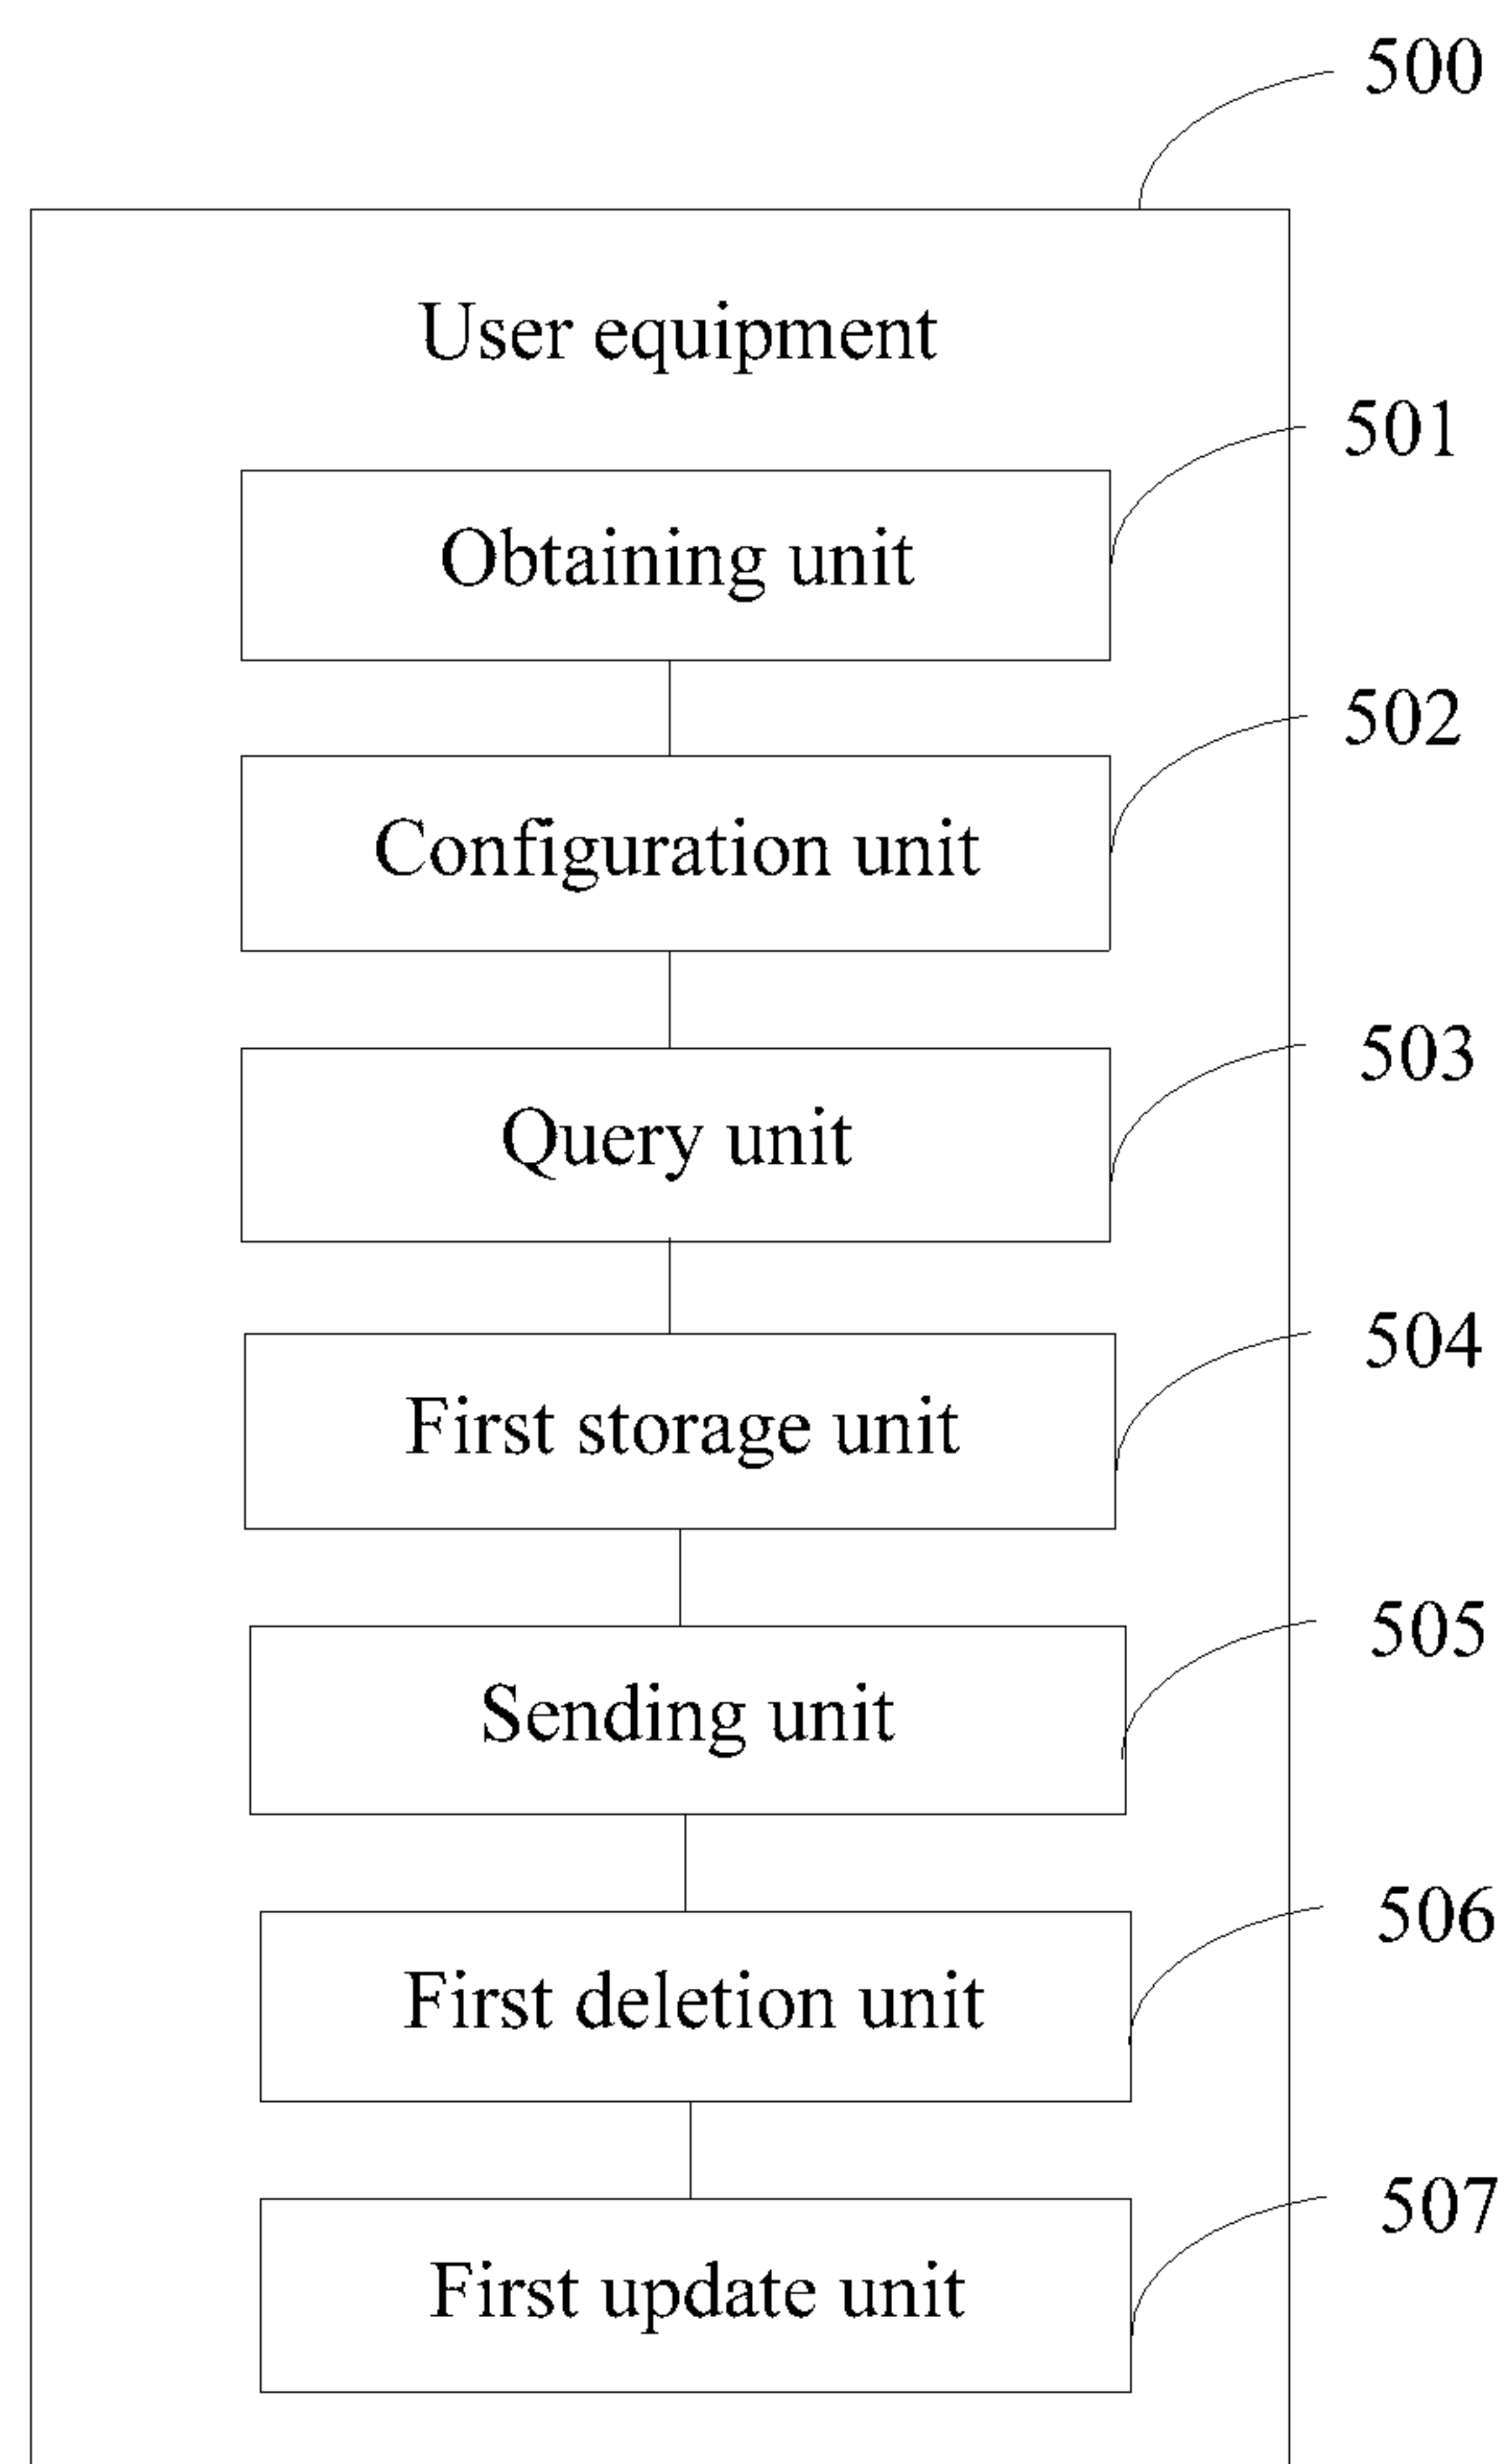 500
User equipment
501
Obtaining unit
502
Configuration unit
503
Query unit
504
First storage unit
505
Sending unit
506
First deletion unit
507
First update unit